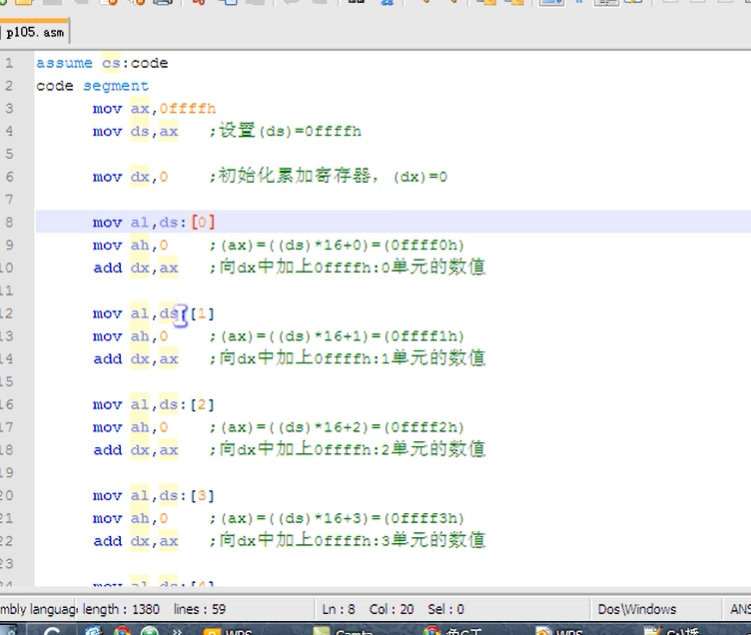 p105.asm
1 assume cs:code
2 code segment
3 mov ax,0ffffh
4 mov ds,ax ;设置(ds)=0ffffh
5
6 mov dx,0 ;初始化累加寄存器，(dx)=0
7
8 mov al,ds:[0]
9 mov ah,0 ;(ax)=((ds)*16+0)=(0ffff0h)
10 add dx,ax ;向dx中加上0ffffh:0单元的数值
11
12 mov al,ds:[1]
13 mov ah,0 ;(ax)=((ds)*16+1)=(0ffff1h)
14 add dx,ax ;向dx中加上0ffffh:1单元的数值
15
16 mov al,ds:[2]
17 mov ah,0 ;(ax)=((ds)*16+2)=(0ffff2h)
18 add dx,ax ;向dx中加上0ffffh:2单元的数值
19
20 mov al,ds:[3]
21 mov ah,0 ;(ax)=((ds)*16+3)=(0ffff3h)
22 add dx,ax ;向dx中加上0ffffh:3单元的数值
23
mbly languag length : 1380 lines : 59 Ln : 8 Col : 20 Sel : 0 Dos\Windows ANS
WPS Camta WPS